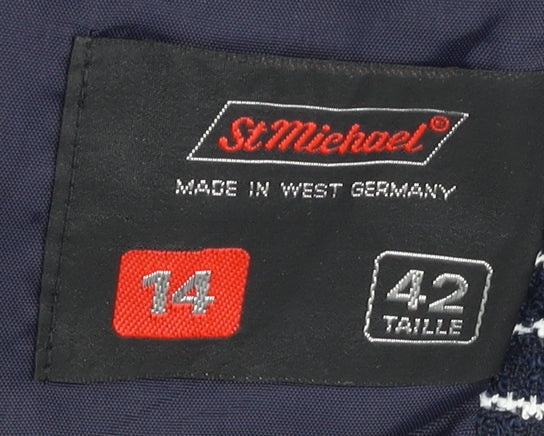 St Michael®
MADE IN WEST GERMANY
14
42
TAILLE